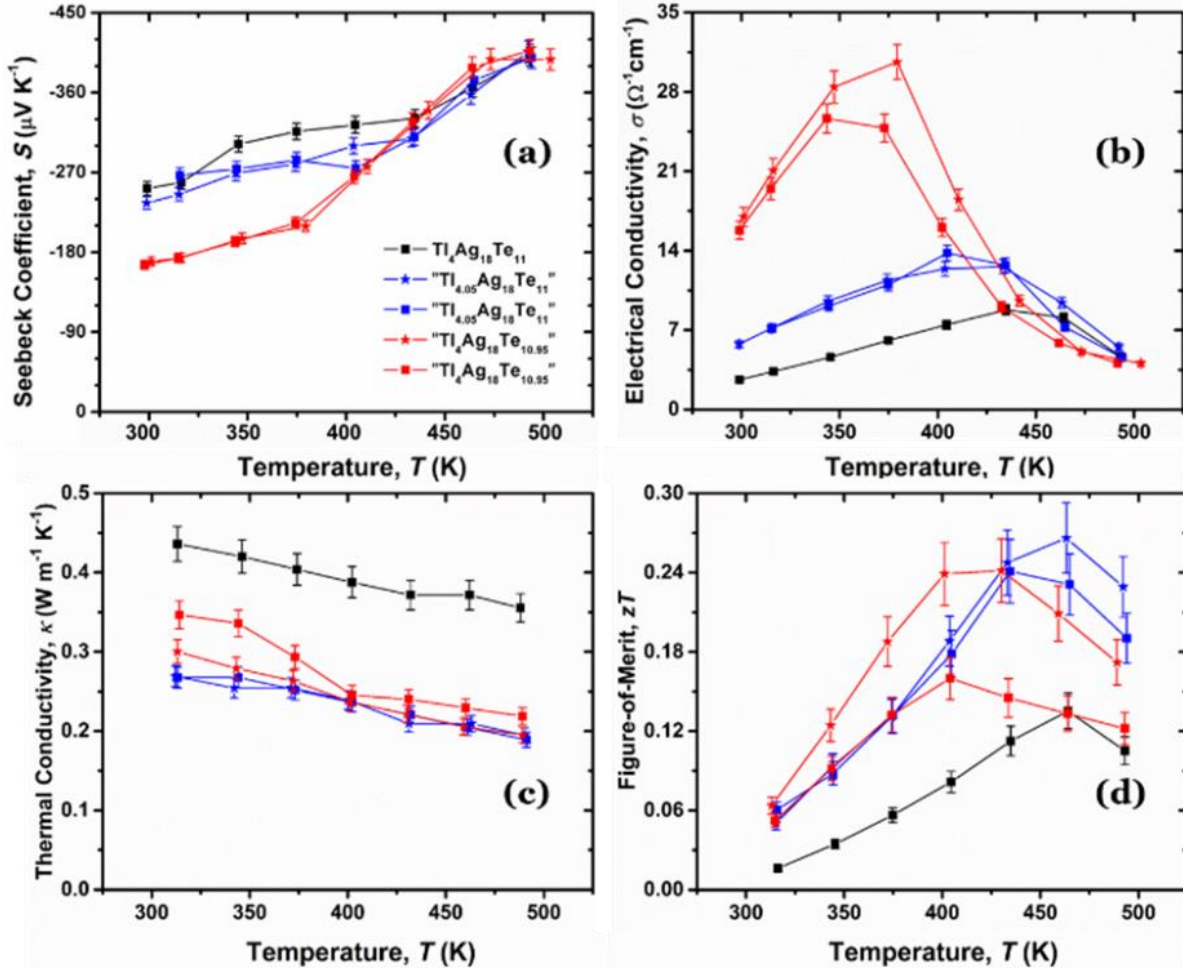 Seebeck Coefficient, S (μV K⁻¹)
-450
-360
-270
-180
-90
0
(a)
Tl₄Ag₁₈Te₁₁
"Tl₄.₀₅Ag₁₈Te₁₁"
"Tl₄.₀₅Ag₁₈Te₁₁"
"Tl₄Ag₁₈Te₁₀.₉₅"
"Tl₄Ag₁₈Te₁₀.₉₅"
300 350 400 450 500
Temperature, T (K)
Electrical Conductivity, σ (Ω⁻¹cm⁻¹)
35
28
21
14
7
0
(b)
300 350 400 450 500
Temperature, T (K)
Thermal Conductivity, κ (W m⁻¹ K⁻¹)
0.5
0.4
0.3
0.2
0.1
0.0
(c)
300 350 400 450 500
Temperature, T (K)
Figure-of-Merit, zT
0.30
0.24
0.18
0.12
0.06
0.00
(d)
300 350 400 450 500
Temperature, T (K)